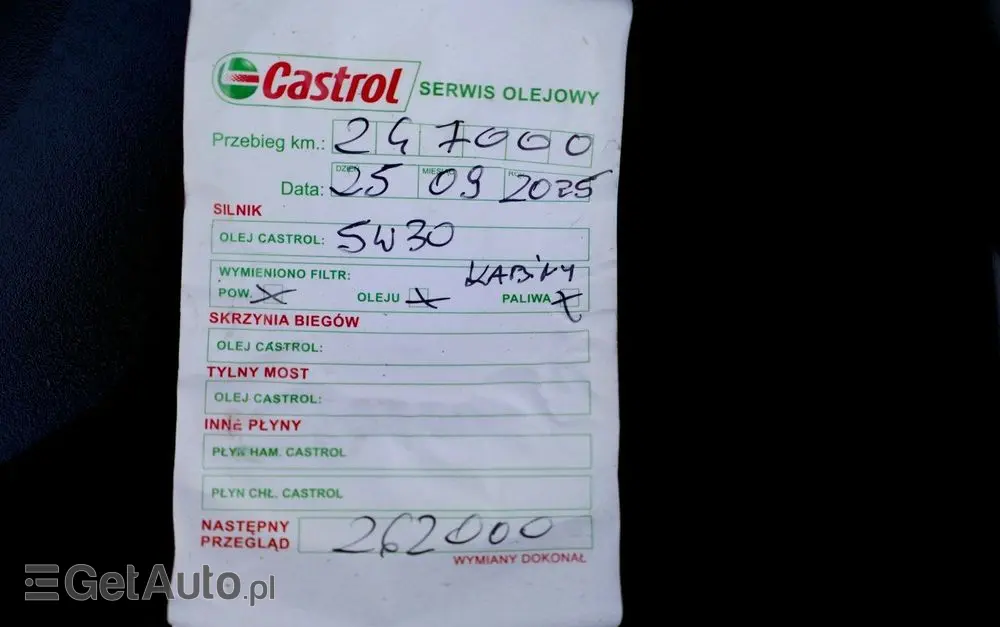 Castrol SERWIS OLEJOWY
Przebieg km.: 247000
DZIEŃ MIESIĄC
Data: 25 09 2025
SILNIK
OLEJ CASTROL: 5W30
WYMIENIONO FILTR: KABINY
POW. X OLEJU X PALIWA X
SKRZYNIA BIEGÓW
OLEJ CASTROL:
TYLNY MOST
OLEJ CASTROL:
INNE PŁYNY
PŁYN HAM. CASTROL
PŁYN CHŁ. CASTROL
NASTĘPNY
PRZEGLĄD 262000
WYMIANY DOKONAŁ
GetAuto.pl